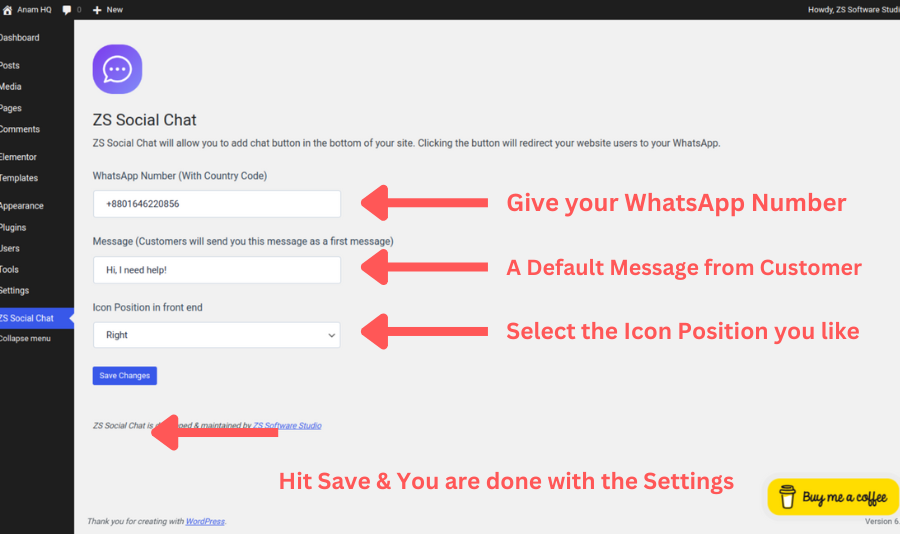 Anam HQ 0 New Howdy, ZS Software Studi
Dashboard
Posts
Media
Pages
Comments
Elementor
Templates
Appearance
Plugins
Users
Tools
Settings
ZS Social Chat
Collapse menu
ZS Social Chat
ZS Social Chat will allow you to add chat button in the bottom of your site. Clicking the button will redirect your website users to your WhatsApp.
WhatsApp Number (With Country Code)
+8801646220856
Give your WhatsApp Number
Message (Customers will send you this message as a first message)
Hi, I need help!
A Default Message from Customer
Icon Position in front end
Right
Select the Icon Position you like
Save Changes
ZS Social Chat is & maintained by ZS Software Studio
Hit Save & You are done with the Settings
Buy me a coffee
Thank you for creating with WordPress.
Version 6.